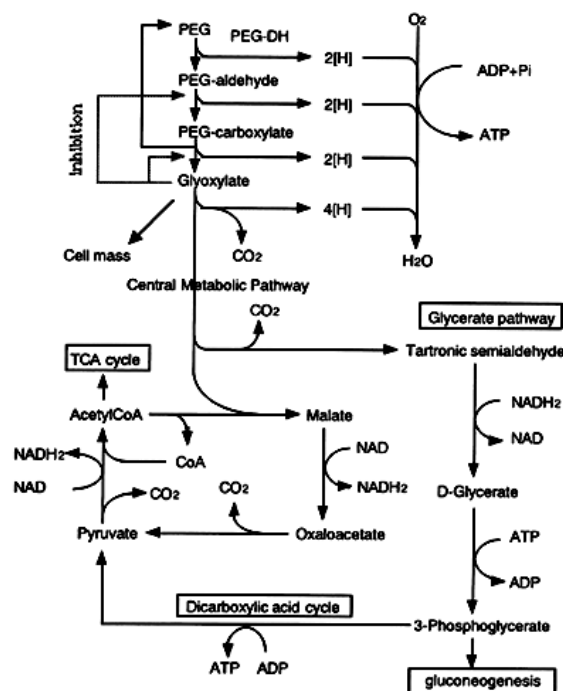 PEG
PEG-DH
O2
2[H]
ADP+Pi
PEG-aldehyde
2[H]
ATP
PEG-carboxylate
Inhibition
2[H]
Glyoxylate
4[H]
Cell mass
CO2
H2O
Central Metabolic Pathway
CO2
Glycerate pathway
TCA cycle
Tartronic semialdehyde
AcetylCoA
Malate
NADH2
NAD
NADH2
CoA
NAD
NAD
CO2
CO2
NADH2
D-Glycerate
Pyruvate
Oxaloacetate
ATP
ADP
Dicarboxylic acid cycle
3-Phosphoglycerate
ATP
ADP
gluconeogenesis